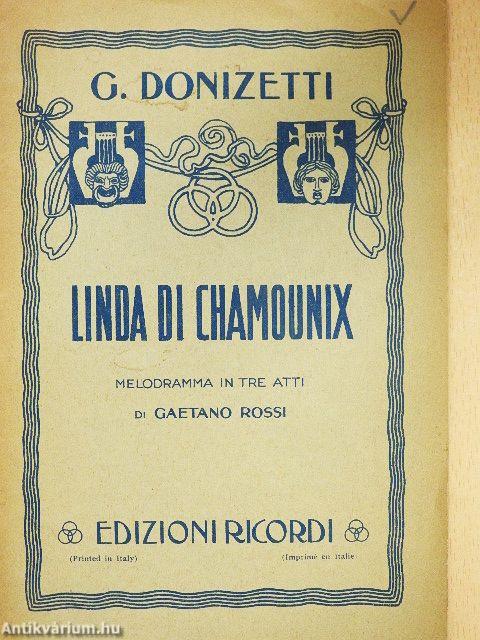 G. DONIZETTI
LINDA DI CHAMOUNIX
MELODRAMMA IN TRE ATTI
DI GAETANO ROSSI
EDIZIONI RICORDI
(Printed in Italy) (Imprimé en Italie
Antikvárium.hu